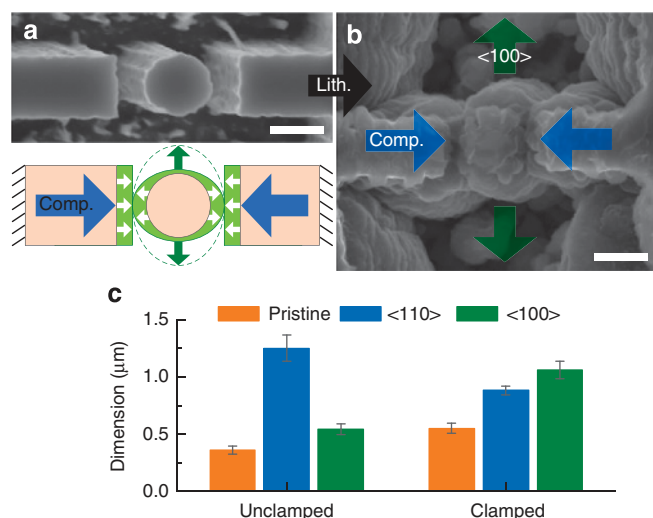 a
b
<100>
Lith.
Comp.
Comp.
c
Pristine
<110>
<100>
Dimension (μm)
1.5
1.0
0.5
0.0
Unclamped
Clamped